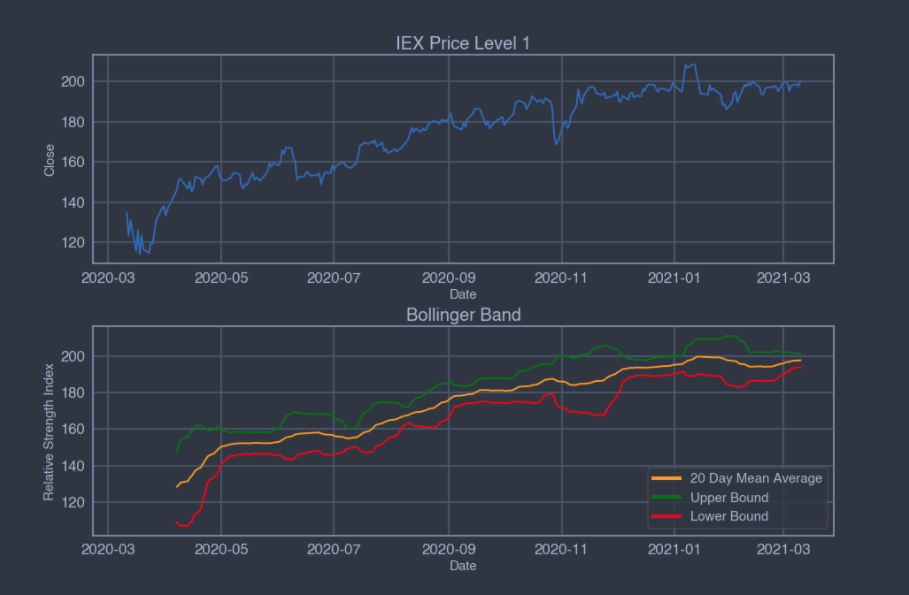 IEX Price Level 1
Close
200
180
160
140
120
2020-03 2020-05 2020-07 2020-09 2020-11 2021-01 2021-03
Date
Bollinger Band
Relative Strength Index
200
180
160
140
120
20 Day Mean Average
Upper Bound
Lower Bound
2020-03 2020-05 2020-07 2020-09 2020-11 2021-01 2021-03
Date